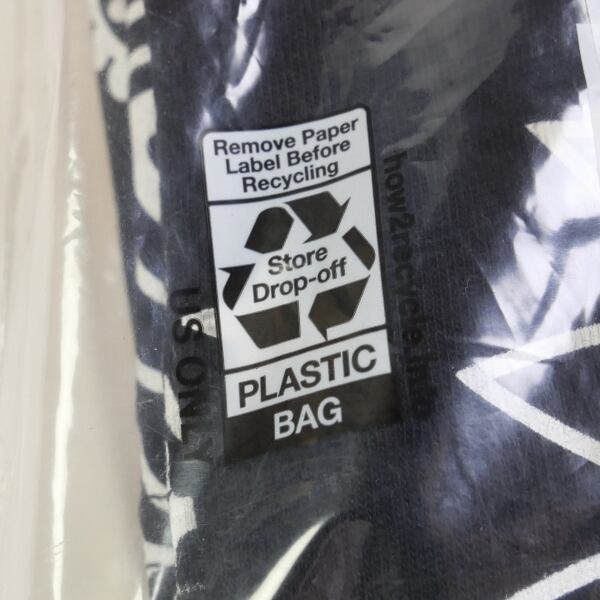 Remove Paper
Label Before
Recycling
Store
Drop-off
PLASTIC
BAG
how2recycle.info
US ONLY